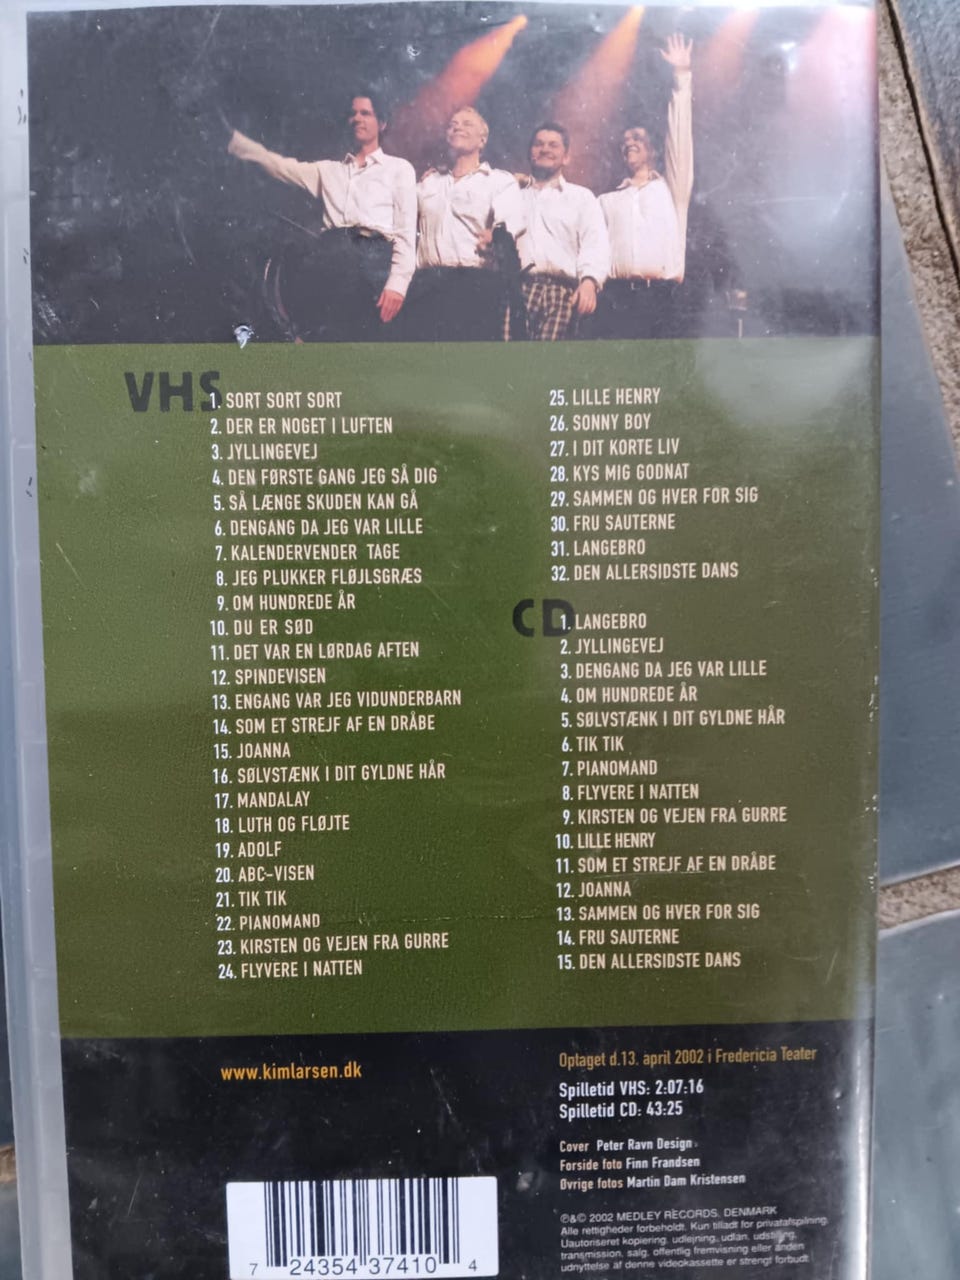 VHS
1. SORT SORT SORT
2. DER ER NOGET I LUFTEN
3. JYLLINGEVEJ
4. DEN FØRSTE GANG JEG SÅ DIG
5. SÅ LÆNGE SKUDEN KAN GÅ
6. DENGANG DA JEG VAR LILLE
7. KALENDERVENDER TAGE
8. JEG PLUKKER FLØJLSGRÆS
9. OM HUNDREDE ÅR
10. DU ER SØD
11. DET VAR EN LØRDAG AFTEN
12. SPINDEVISEN
13. ENGANG VAR JEG VIDUNDERBARN
14. SOM ET STREJF AF EN DRÅBE
15. JOANNA
16. SØLVSTÆNK I DIT GYLDNE HÅR
17. MANDALAY
18. LUTH OG FLØJTE
19. ADOLF
20. ABC-VISEN
21. TIK TIK
22. PIANOMAND
23. KIRSTEN OG VEJEN FRA GURRE
24. FLYVERE I NATTEN
25. LILLE HENRY
26. SONNY BOY
27. I DIT KORTE LIV
28. KYS MIG GODNAT
29. SAMMEN OG HVER FOR SIG
30. FRU SAUTERNE
31. LANGEBRO
32. DEN ALLERSIDSTE DANS
CD
1. LANGEBRO
2. JYLLINGEVEJ
3. DENGANG DA JEG VAR LILLE
4. OM HUNDREDE ÅR
5. SØLVSTÆNK I DIT GYLDNE HÅR
6. TIK TIK
7. PIANOMAND
8. FLYVERE I NATTEN
9. KIRSTEN OG VEJEN FRA GURRE
10. LILLE HENRY
11. SOM ET STREJF AF EN DRÅBE
12. JOANNA
13. SAMMEN OG HVER FOR SIG
14. FRU SAUTERNE
15. DEN ALLERSIDSTE DANS
www.kimlarsen.dk
Optaget d.13. april 2002 i Fredericia Teater
Spilletid VHS: 2:07:16
Spilletid CD: 43:25
Cover Peter Ravn Design
Forside foto Finn Frandsen
Øvrige fotos Martin Dam Kristensen
℗&© 2002 MEDLEY RECORDS, DENMARK
Alle rettigheder forbeholdt. Kun tilladt for privatafspilning.
Uautoriseret kopiering, udlejning, udlån, udstilling,
transmission, salg, offentlig fremvisning eller anden
udnyttelse af denne videokassette er strengt forbudt.
7 24354 37410 4